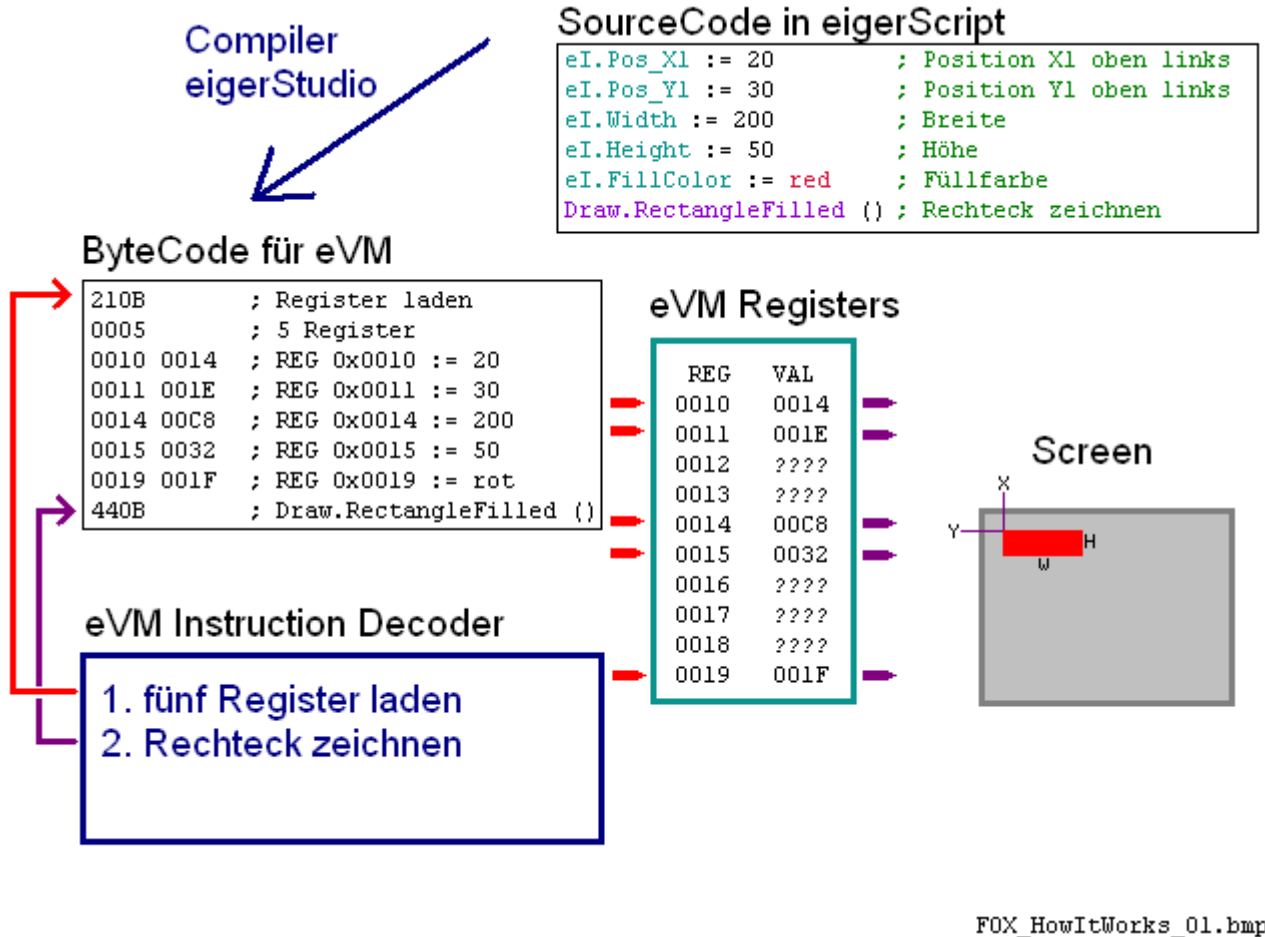 Compiler
eigerStudio
SourceCode in eigerScript
eI.Pos_X1 := 20 ; Position X1 oben links
eI.Pos_Y1 := 30 ; Position Y1 oben links
eI.Width := 200 ; Breite
eI.Height := 50 ; Höhe
eI.FillColor := red ; Füllfarbe
Draw.RectangleFilled () ; Rechteck zeichnen
ByteCode für eVM
210B ; Register laden
0005 ; 5 Register
0010 0014 ; REG 0x0010 := 20
0011 001E ; REG 0x0011 := 30
0014 00C8 ; REG 0x0014 := 200
0015 0032 ; REG 0x0015 := 50
0019 001F ; REG 0x0019 := rot
440B ; Draw.RectangleFilled ()
eVM Registers
REG VAL
0010 0014
0011 001E
0012 ????
0013 ????
0014 00C8
0015 0032
0016 ????
0017 ????
0018 ????
0019 001F
Screen
X
Y
H
W
eVM Instruction Decoder
1. fünf Register laden
2. Rechteck zeichnen
FOX_HowItWorks_01.bmp